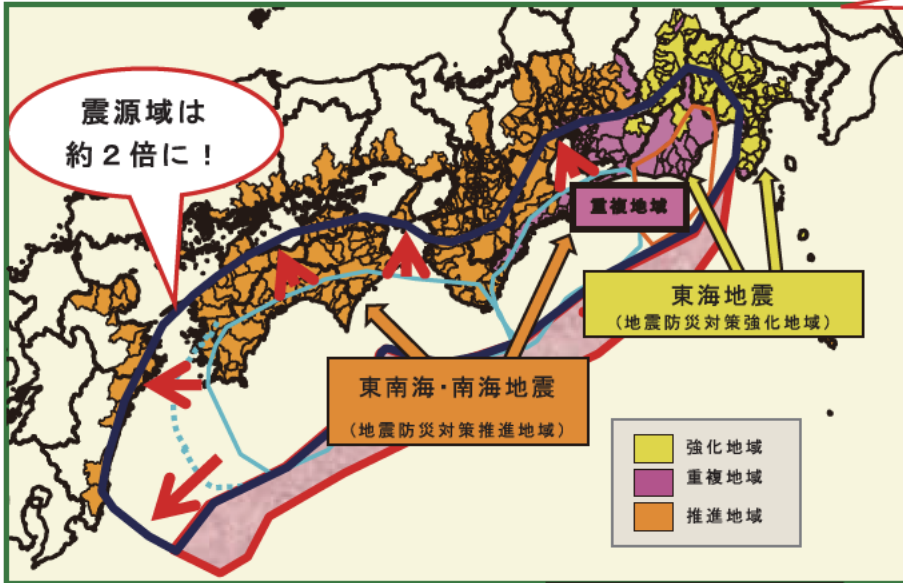 震源域は
約2倍に!
重複地域
東海地震
(地震防災対策強化地域)
東南海・南海地震
(地震防災対策推進地域)
強化地域
重複地域
推進地域